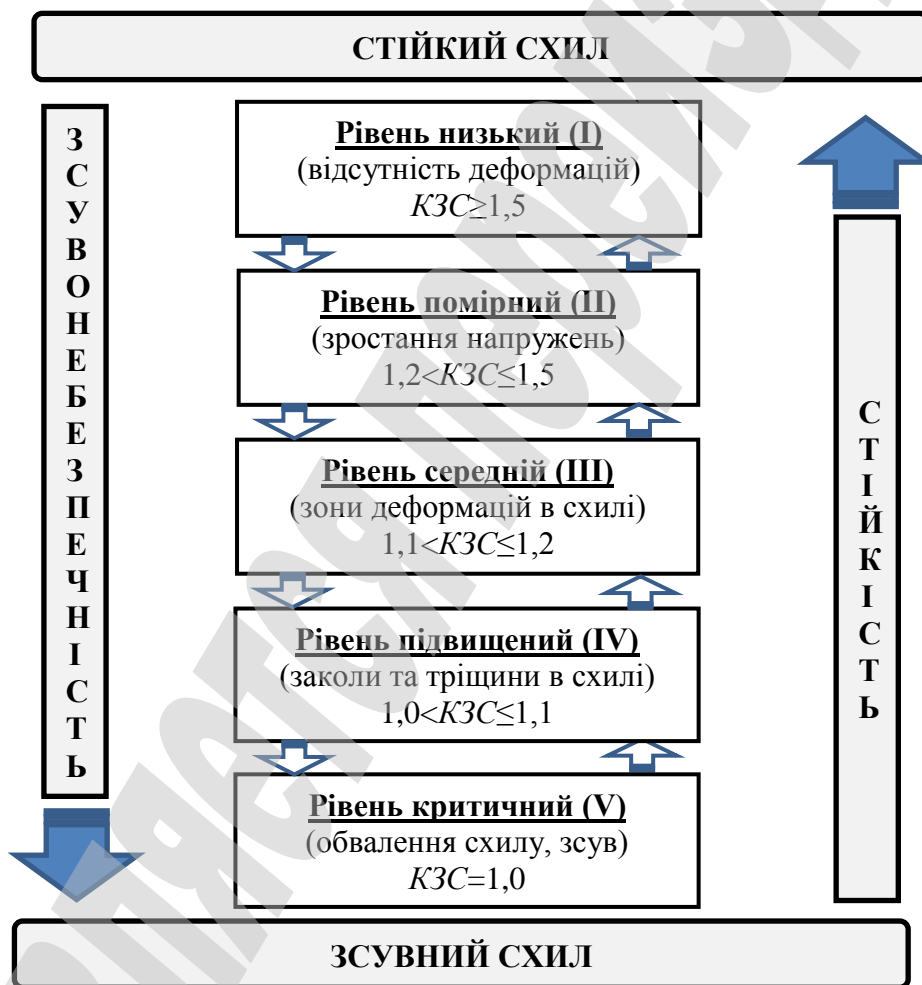 СТІЙКИЙ СХИЛ
ЗСУВОНЕБЕЗПЕЧНІСТЬ
Рівень низький (І)
(відсутність деформацій)
КЗС≥1,5
Рівень помірний (ІІ)
(зростання напружень)
1,2<КЗС≤1,5
Рівень середній (ІІІ)
(зони деформацій в схилі)
1,1<КЗС≤1,2
Рівень підвищений (IV)
(заколи та тріщини в схилі)
1,0<КЗС≤1,1
Рівень критичний (V)
(обвалення схилу, зсув)
КЗС=1,0
СТІЙКІСТЬ
ЗСУВНИЙ СХИЛ